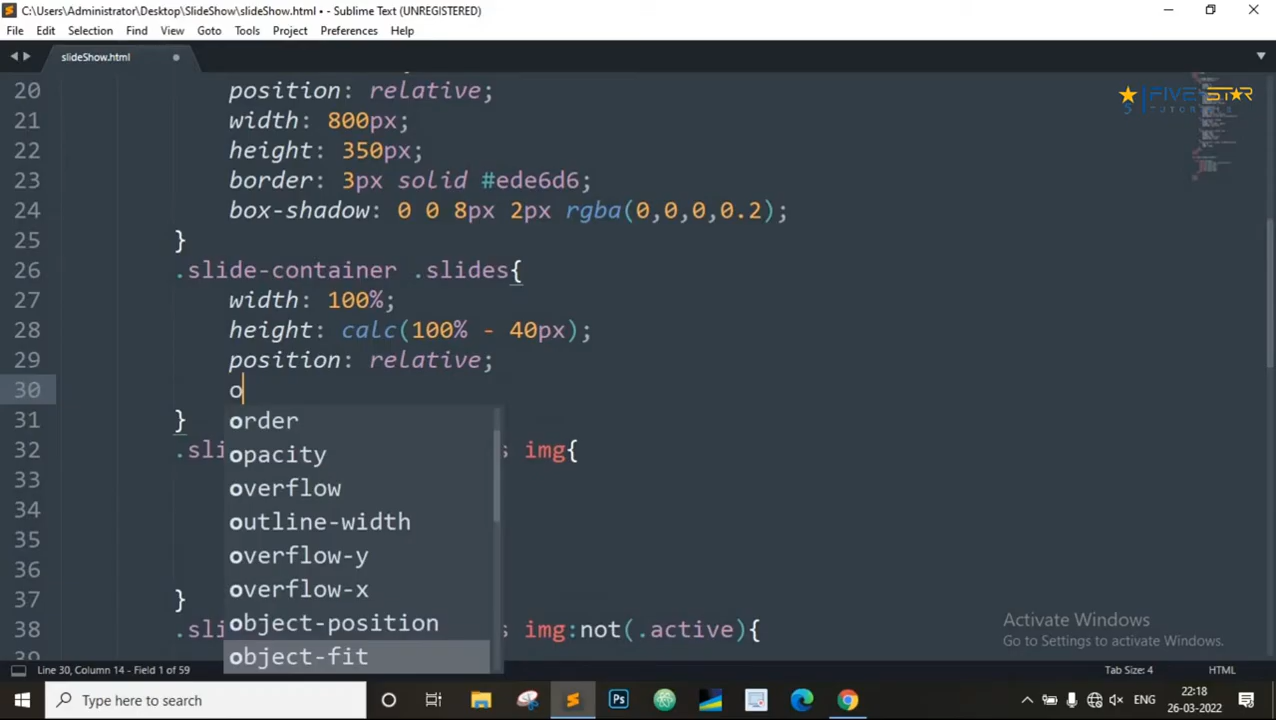 C:\Users\Administrator\Desktop\SlideShow\slideShow.html • - Sublime Text (UNREGISTERED)
File Edit Selection Find View Goto Tools Project Preferences Help
slideShow.html
FIVE STAR
TUTORIALS
20 position: relative;
21 width: 800px;
22 height: 350px;
23 border: 3px solid #ede6d6;
24 box-shadow: 0 0 8px 2px rgba(0,0,0,0.2);
25 }
26 .slide-container .slides{
27 width: 100%;
28 height: calc(100% - 40px);
29 position: relative;
30 o
31 }
order
32 .sli s img{
opacity
33
overflow
34
outline-width
35
overflow-y
36
overflow-x
37 }
object-position
38 .sli s img:not(.active){
object-fit
Activate Windows
Go to Settings to activate Windows.
Line 30, Column 14 - Field 1 of 59 Tab Size: 4 HTML
Type here to search ENG 22:18
26-03-2022